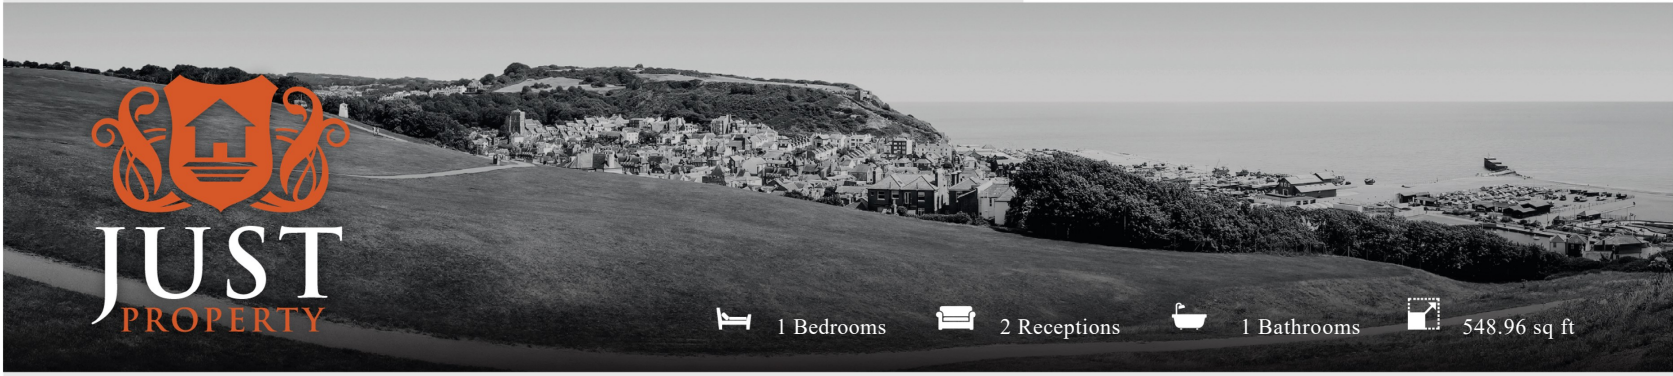 JUST
PROPERTY
1 Bedrooms
2 Receptions
1 Bathrooms
548.96 sq ft